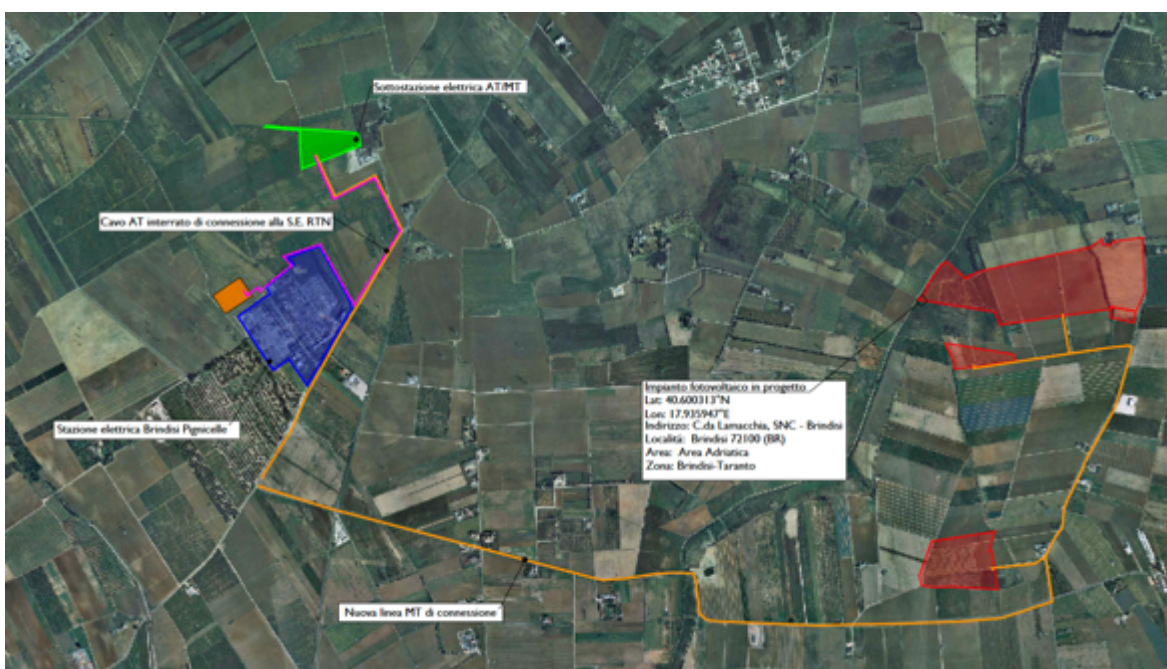 Sottostazione elettrica AT/MT
Cavo AT interrato di connessione alla S.E. RTN
Impianto fotovoltaico in progetto
Lat: 40.600313°N
Lon: 17.935947°E
Indirizzo: C.da Lamacchia, SNC - Brindisi
Località: Brindisi 72100 (BR)
Area: Area Adriatica
Zona: Brindisi-Taranto
Stazione elettrica Brindisi Pignicelle
Nuova linea MT di connessione